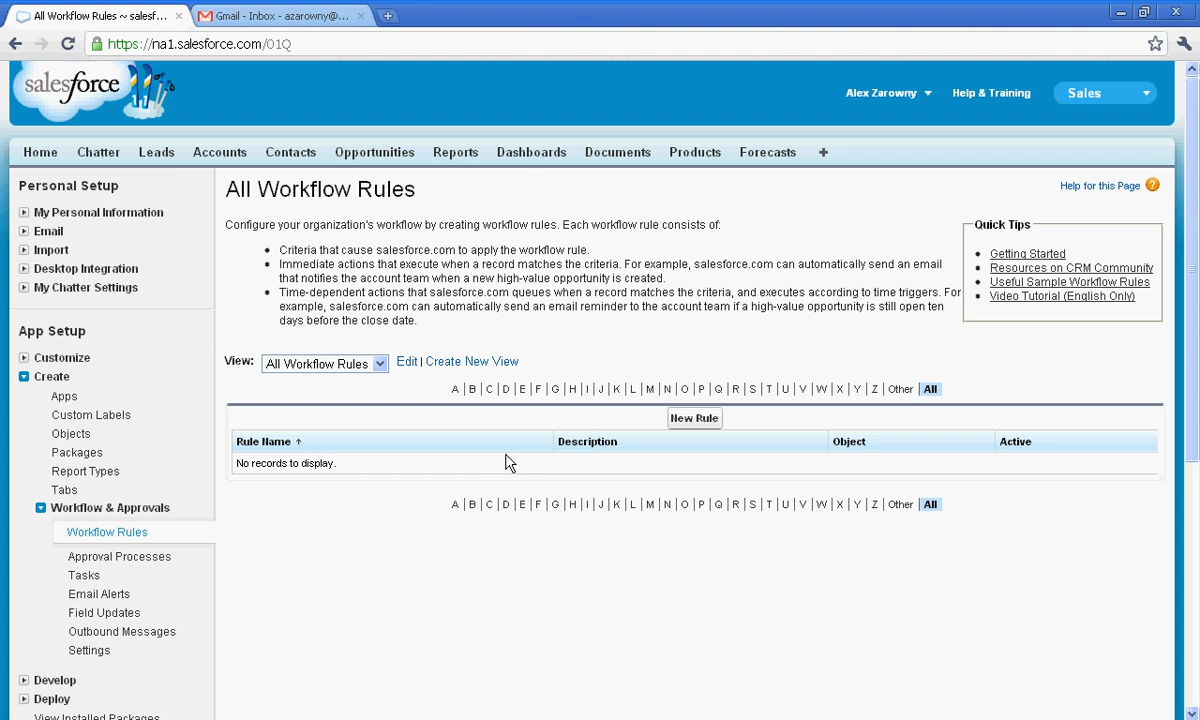 All Workflow Rules ~ salesf...
Gmail - Inbox - azarowny@...
https://na1.salesforce.com/01Q
salesforce
Alex Zarowny
Help & Training
Sales
Home
Chatter
Leads
Accounts
Contacts
Opportunities
Reports
Dashboards
Documents
Products
Forecasts
+
Personal Setup
My Personal Information
Email
Import
Desktop Integration
My Chatter Settings
App Setup
Customize
Create
Apps
Custom Labels
Objects
Packages
Report Types
Tabs
Workflow & Approvals
Workflow Rules
Approval Processes
Tasks
Email Alerts
Field Updates
Outbound Messages
Settings
Develop
Deploy
View Installed Packages
All Workflow Rules
Help for this Page ?
Configure your organization's workflow by creating workflow rules. Each workflow rule consists of:
• Criteria that cause salesforce.com to apply the workflow rule.
• Immediate actions that execute when a record matches the criteria. For example, salesforce.com can automatically send an email
that notifies the account team when a new high-value opportunity is created.
• Time-dependent actions that salesforce.com queues when a record matches the criteria, and executes according to time triggers. For
example, salesforce.com can automatically send an email reminder to the account team if a high-value opportunity is still open ten
days before the close date.
Quick Tips
• Getting Started
• Resources on CRM Community
• Useful Sample Workflow Rules
• Video Tutorial (English Only)
View: All Workflow Rules Edit | Create New View
A | B | C | D | E | F | G | H | I | J | K | L | M | N | O | P | Q | R | S | T | U | V | W | X | Y | Z | Other | All
New Rule
Rule Name ↑ Description Object Active
No records to display.
A | B | C | D | E | F | G | H | I | J | K | L | M | N | O | P | Q | R | S | T | U | V | W | X | Y | Z | Other | All